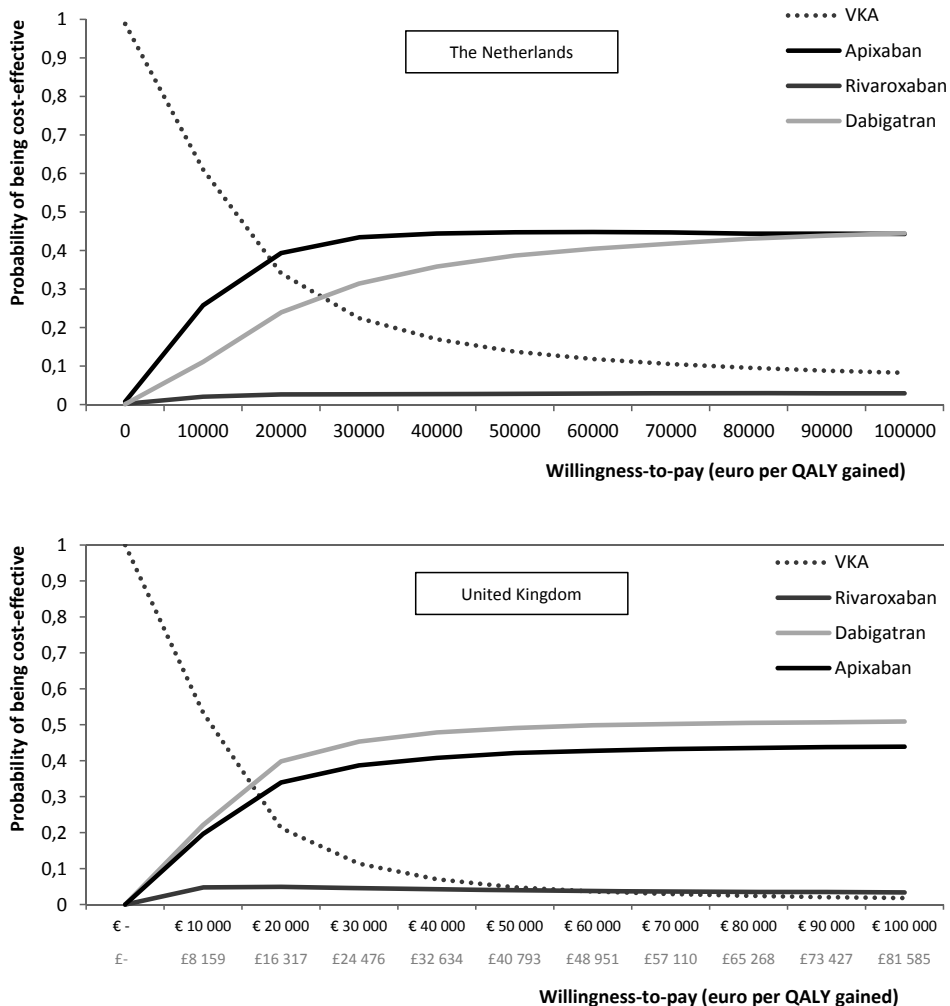 Probability of being cost-effective
1
0,9
0,8
0,7
0,6
0,5
0,4
0,3
0,2
0,1
0
The Netherlands
VKA
Apixaban
Rivaroxaban
Dabigatran
0 10000 20000 30000 40000 50000 60000 70000 80000 90000 100000
Willingness-to-pay (euro per QALY gained)
Probability of being cost-effective
1
0,9
0,8
0,7
0,6
0,5
0,4
0,3
0,2
0,1
0
United Kingdom
VKA
Rivaroxaban
Dabigatran
Apixaban
€ - € 10 000 € 20 000 € 30 000 € 40 000 € 50 000 € 60 000 € 70 000 € 80 000 € 90 000 € 100 000
£- £8 159 £16 317 £24 476 £32 634 £40 793 £48 951 £57 110 £65 268 £73 427 £81 585
Willingness-to-pay (euro per QALY gained)